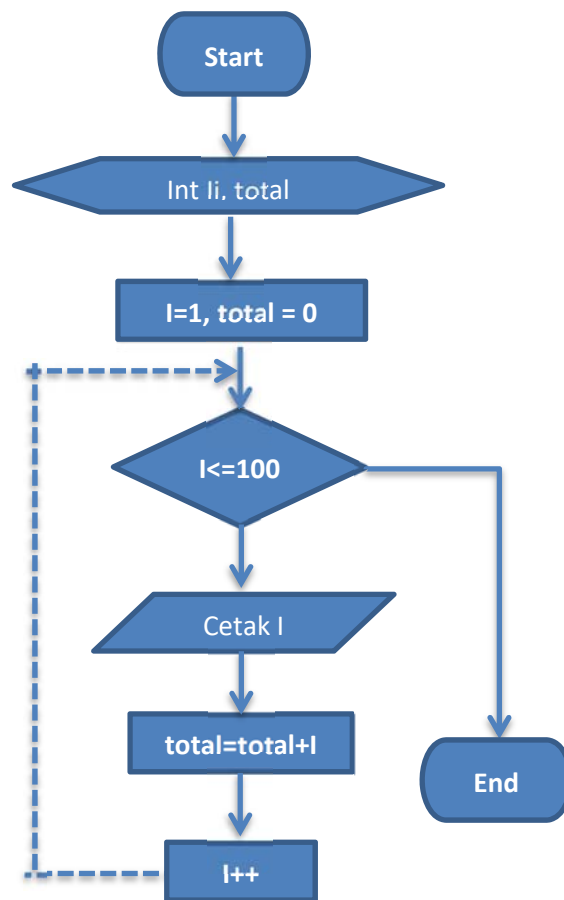 Start
Int Ii, total
I=1, total = 0
I<=100
Cetak I
total=total+I
End
I++